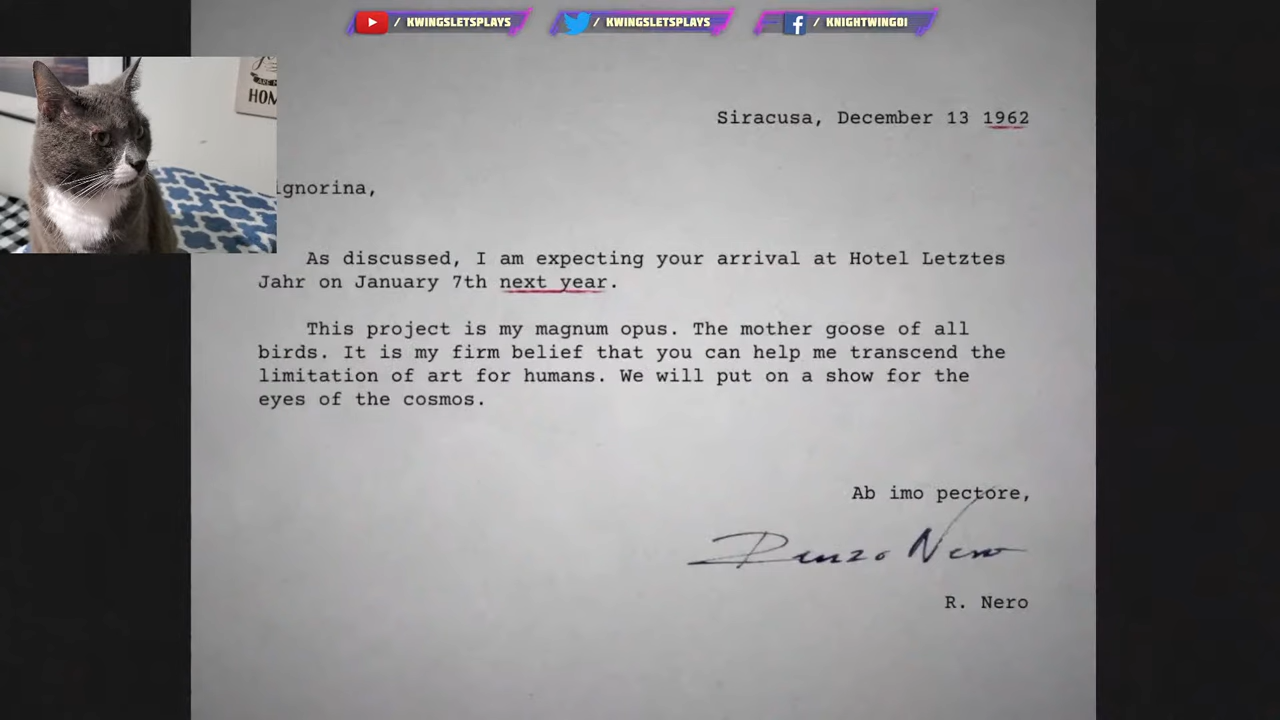 / KWINGSLETSPLAYS / KWINGSLETSPLAYS / KNIGHTWING01
HOM
Siracusa, December 13 1962
ignorina,
As discussed, I am expecting your arrival at Hotel Letztes
Jahr on January 7th next year.
This project is my magnum opus. The mother goose of all
birds. It is my firm belief that you can help me transcend the
limitation of art for humans. We will put on a show for the
eyes of the cosmos.
Ab imo pectore,
Renzo Nero
R. Nero